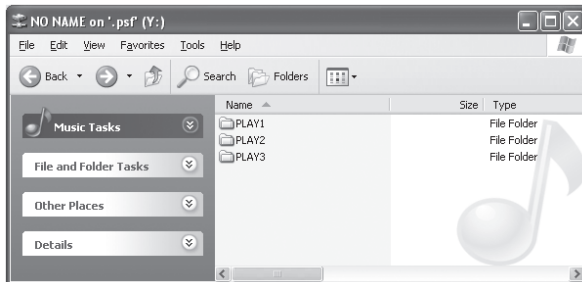 NO NAME on '.psf' (Y:)
File Edit View Favorites Tools Help
Back Search Folders
Name Size Type
Music Tasks
PLAY1 File Folder
PLAY2 File Folder
PLAY3 File Folder
File and Folder Tasks
Other Places
Details